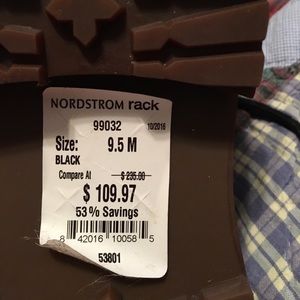 NORDSTROM rack
99032 10/2016
Size: 9.5 M
BLACK
Compare At $ 235.00
$ 109.97
53 % Savings
8 42016 10058 5
53801